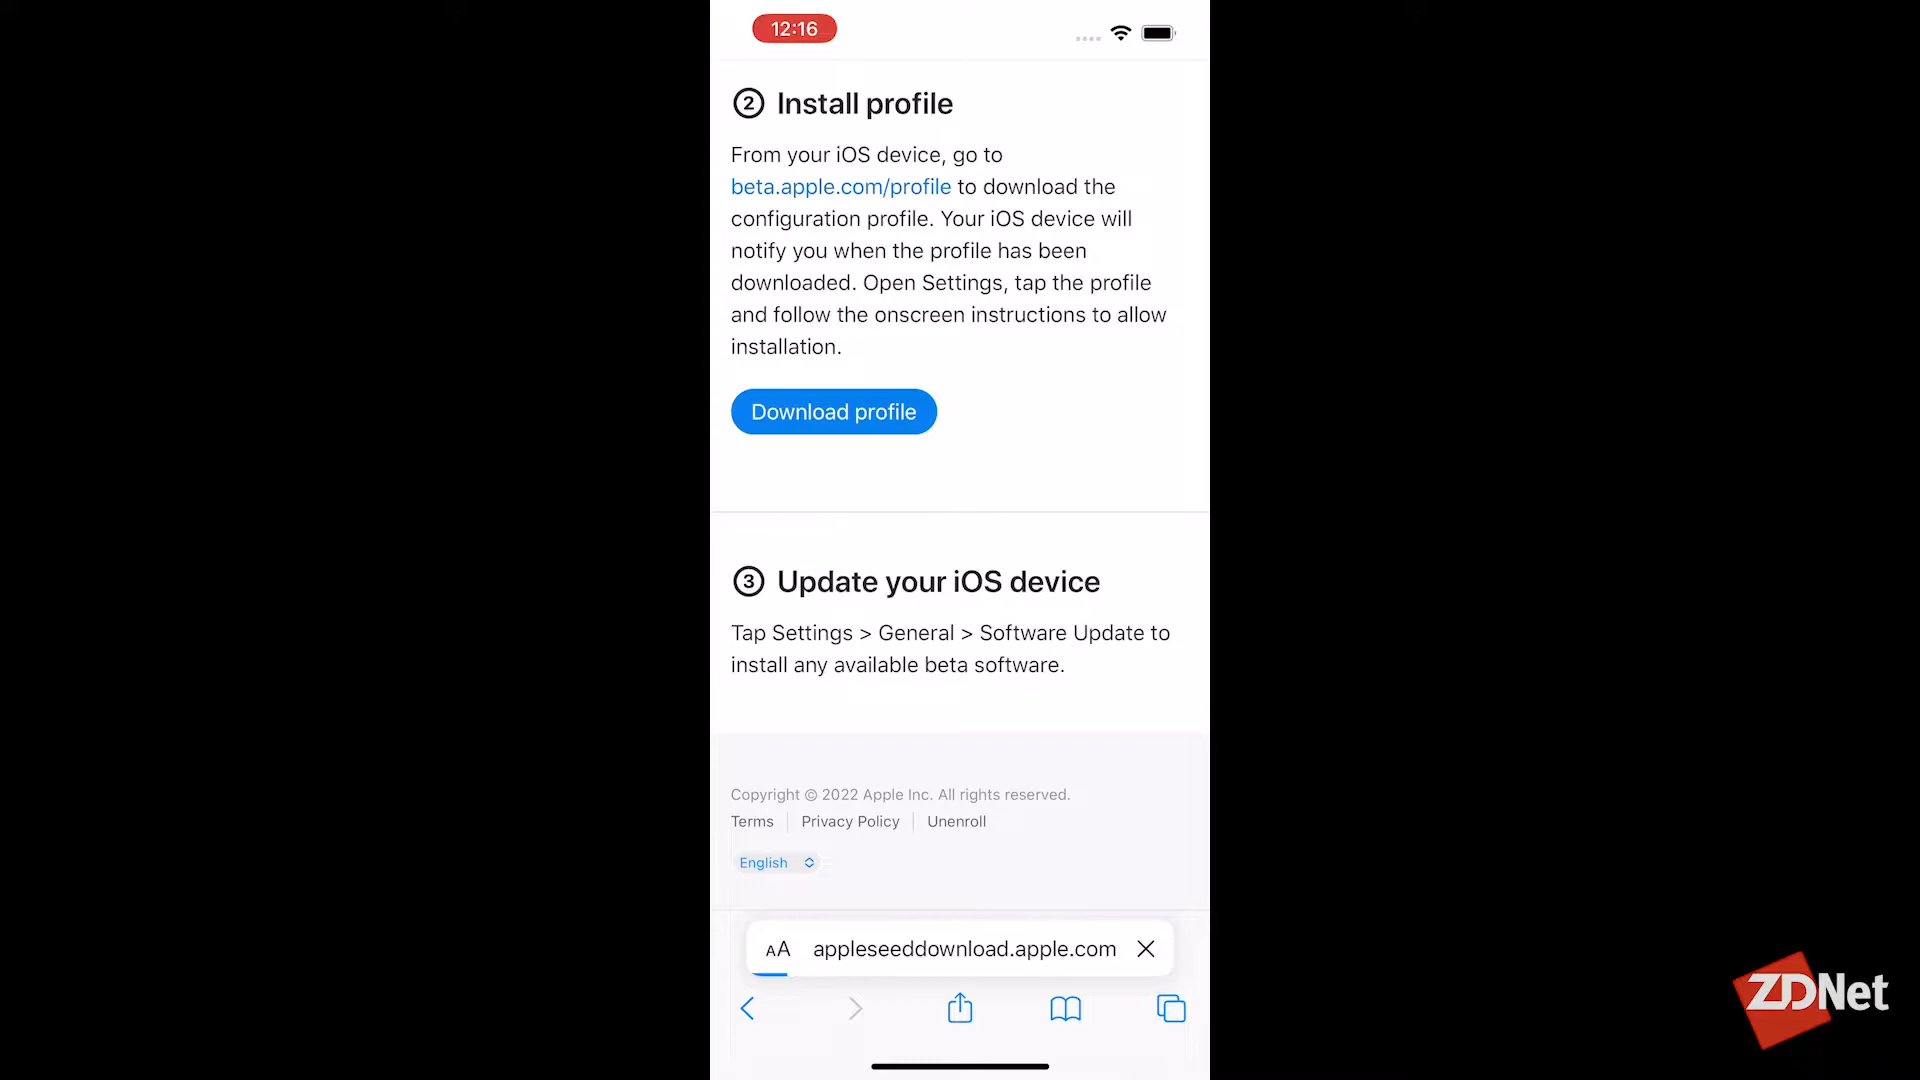 12:16
2 Install profile
From your iOS device, go to
beta.apple.com/profile to download the
configuration profile. Your iOS device will
notify you when the profile has been
downloaded. Open Settings, tap the profile
and follow the onscreen instructions to allow
installation.
Download profile
3 Update your iOS device
Tap Settings > General > Software Update to
install any available beta software.
Copyright © 2022 Apple Inc. All rights reserved.
Terms | Privacy Policy | Unenroll
English
AA appleseeddownload.apple.com
ZDNet